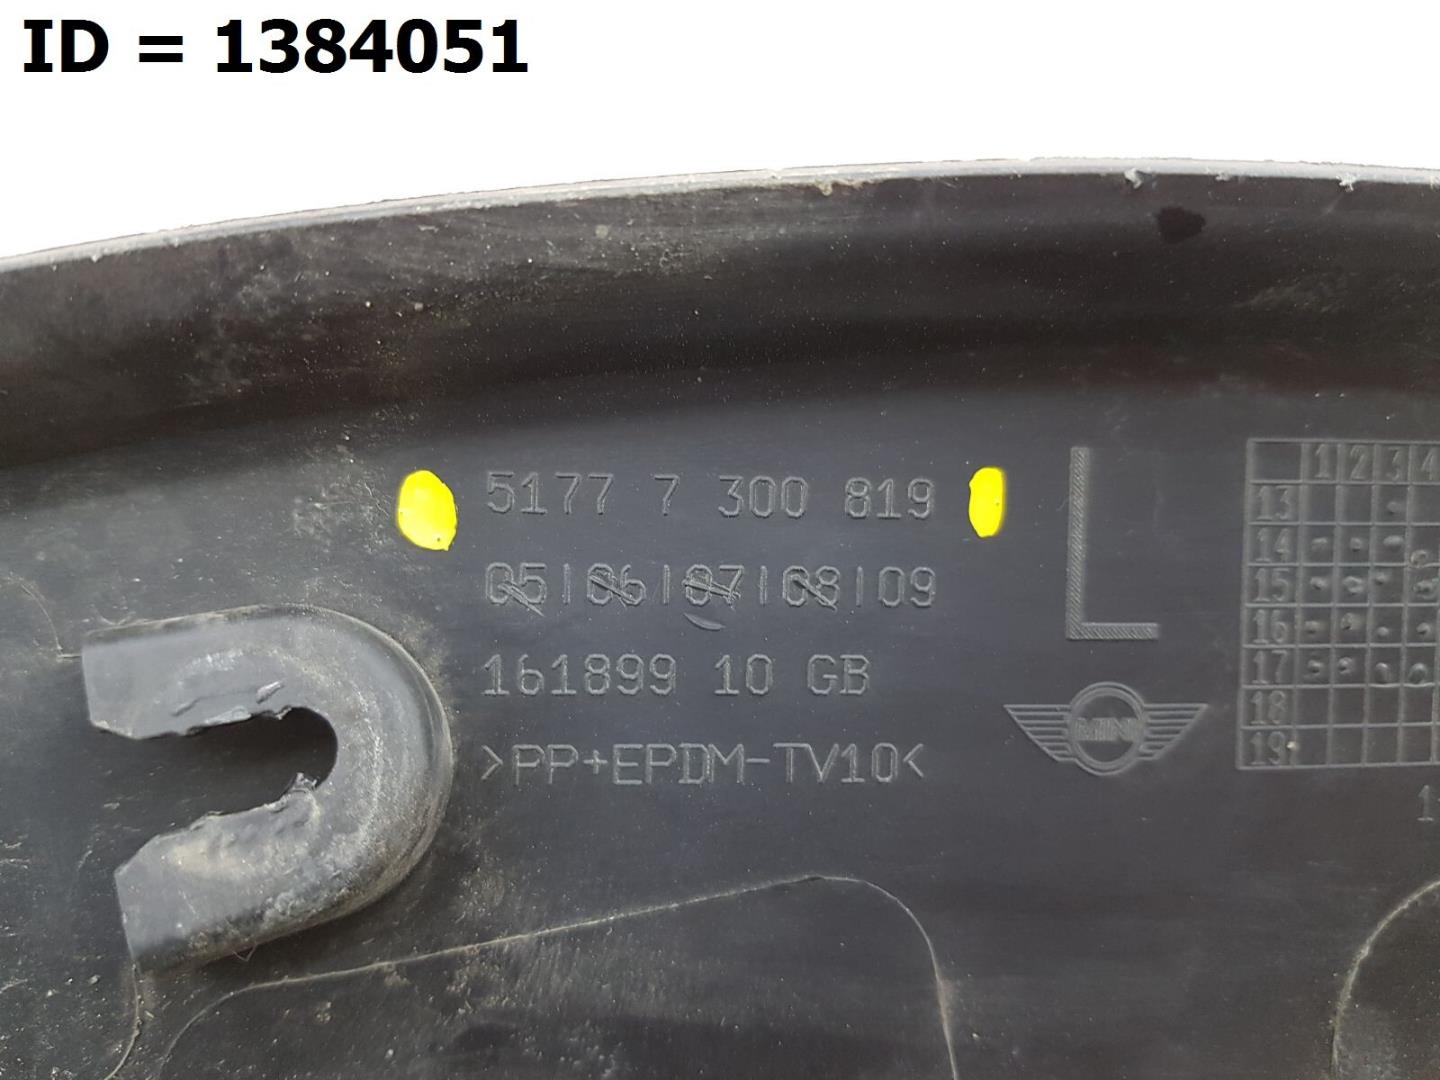 ID = 1384051
5177 7 300 819
05|06|07|08|09
161899 10 GB
>PP+EPDM-TV10<
L
MINI
1 2 3 4
13
14
15
16
17
18
19
1